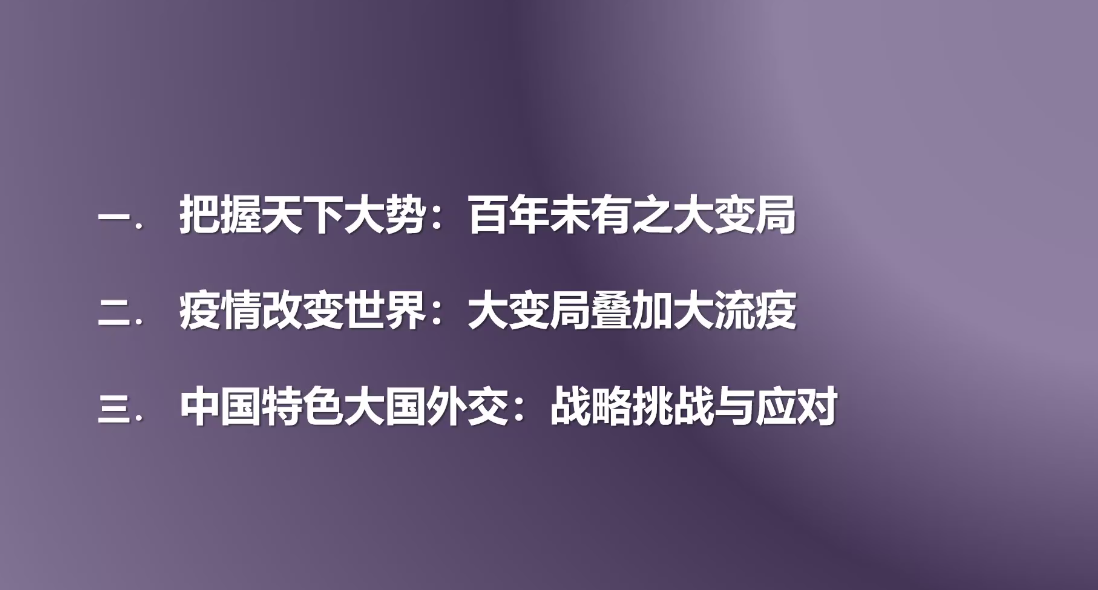 一． 把握天下大势：百年未有之大变局
二． 疫情改变世界：大变局叠加大流疫
三． 中国特色大国外交：战略挑战与应对